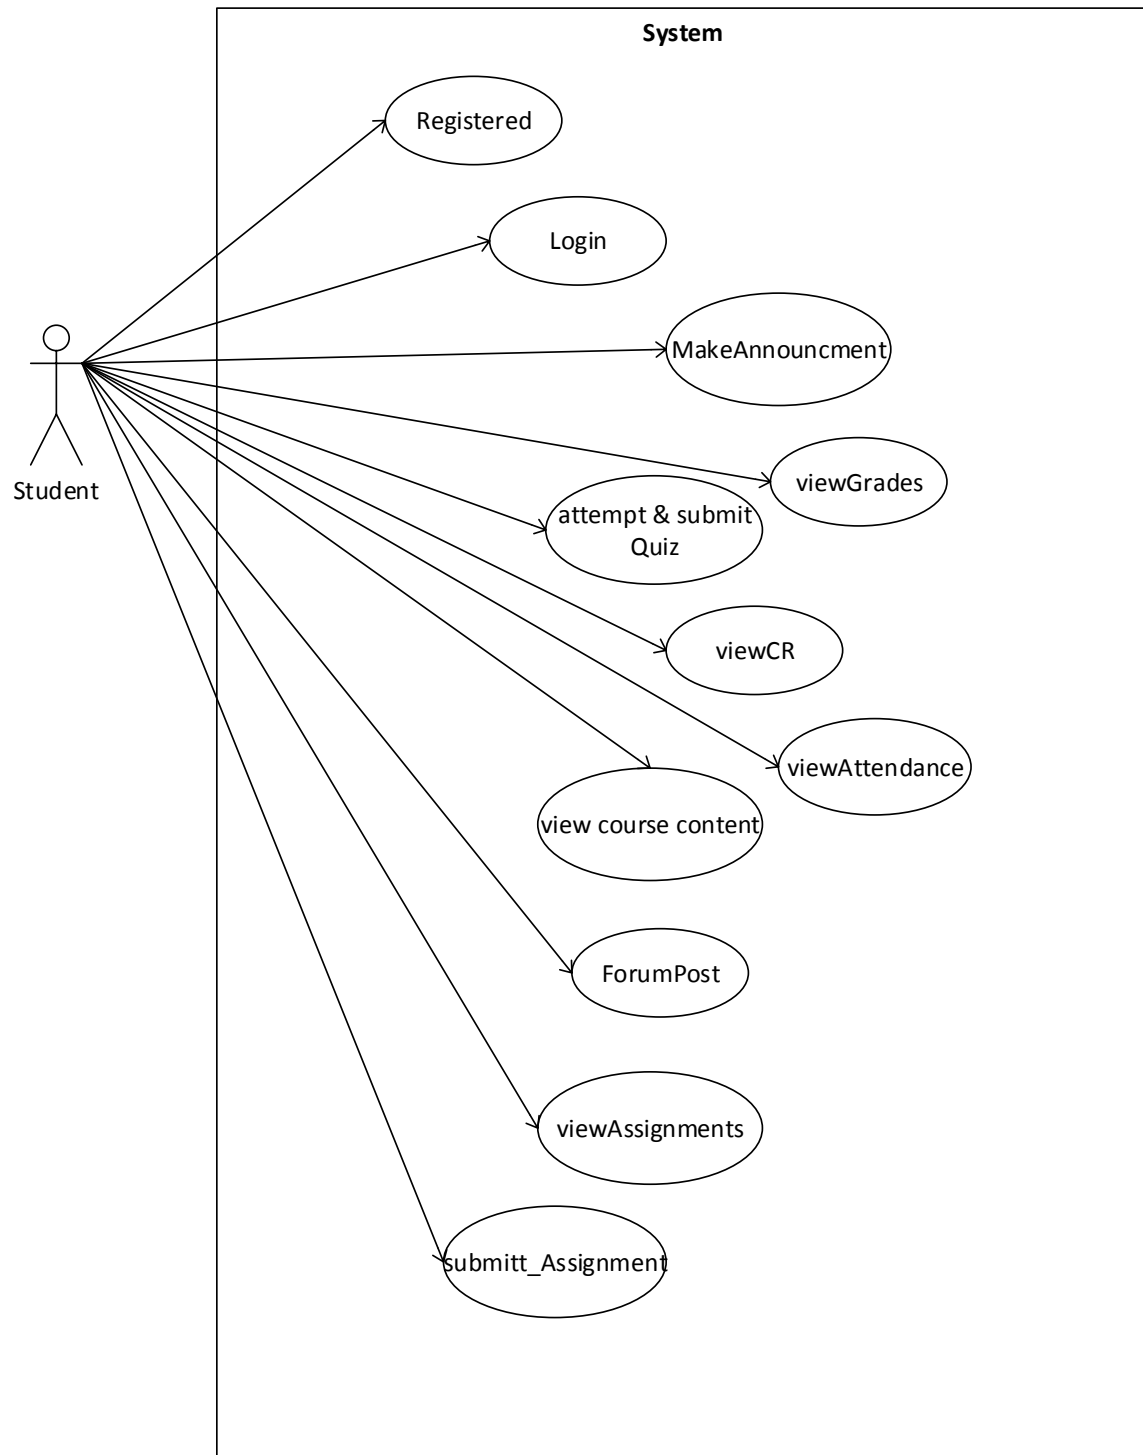 System
Registered
Login
MakeAnnouncment
Student
viewGrades
attempt & submit
Quiz
viewCR
viewAttendance
view course content
ForumPost
viewAssignments
submitt_Assignment